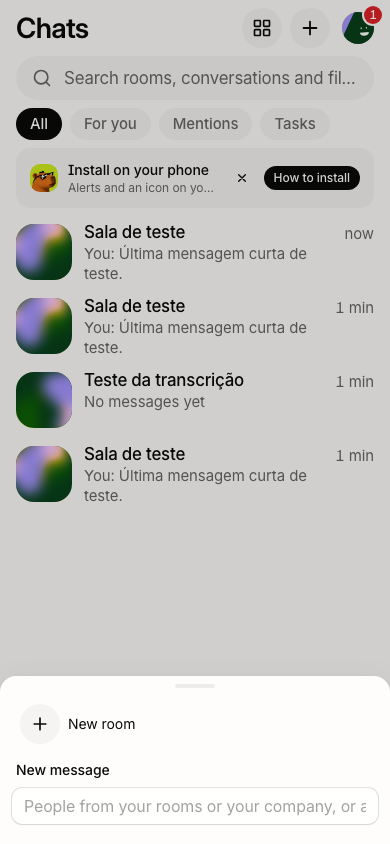 Chats
1
Search rooms, conversations and fil...
All
For you
Mentions
Tasks
Install on your phone
Alerts and an icon on yo...
How to install
Sala de teste
now
You: Última mensagem curta de
teste.
Sala de teste
1 min
You: Última mensagem curta de
teste.
Teste da transcrição
1 min
No messages yet
Sala de teste
1 min
You: Última mensagem curta de
teste.
New room
New message
People from your rooms or your company, or a